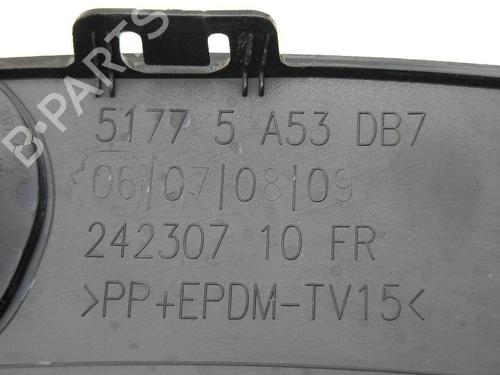 B-PARTS
5177 5 A53 DB7
06/07/08/09
242307 10 FR
>PP+EPDM-TV15<